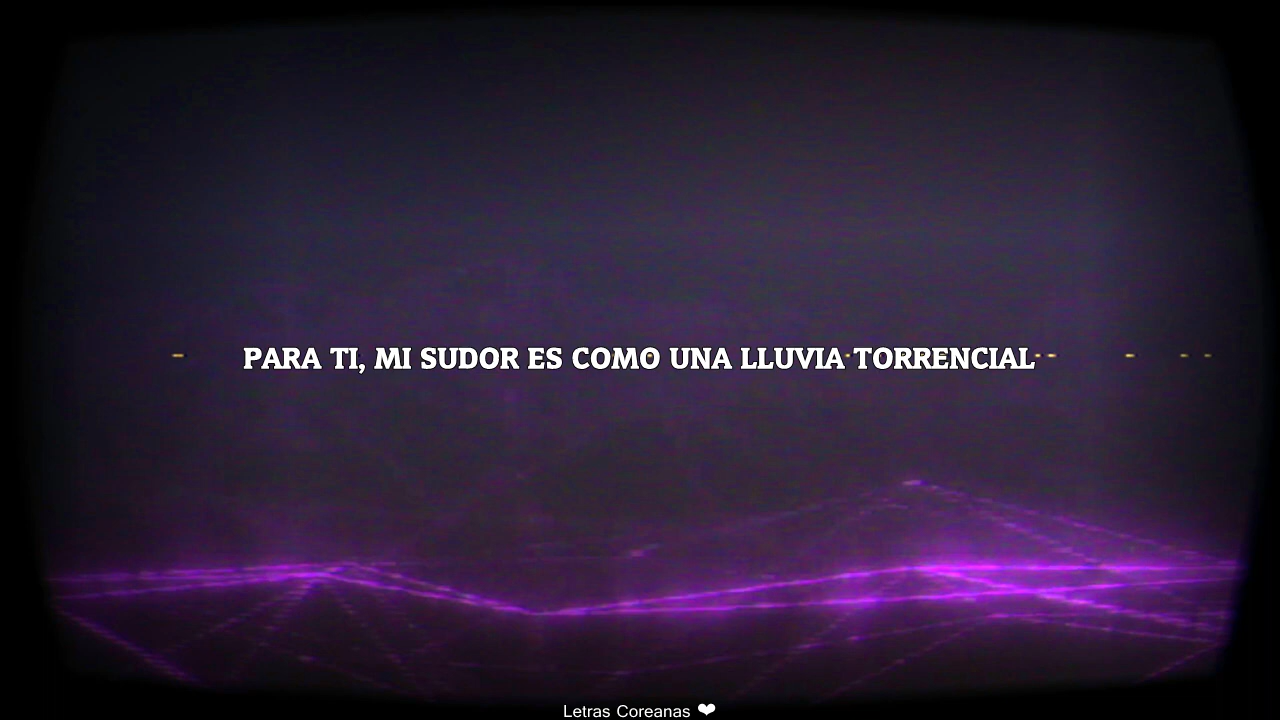 PARA TI, MI SUDOR ES COMO UNA LLUVIA TORRENCIAL
Letras Coreanas ❤